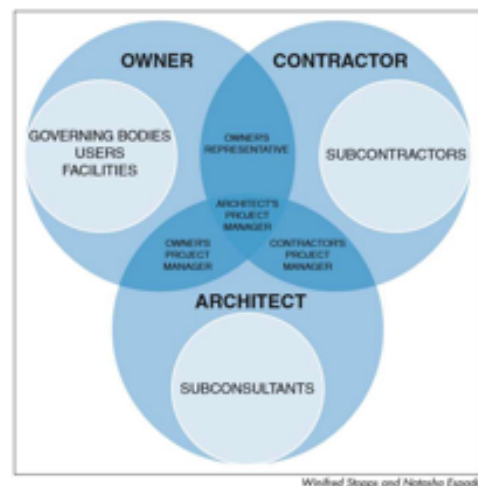 OWNER
CONTRACTOR
GOVERNING BODIES
USERS
FACILITIES
OWNER'S
REPRESENTATIVE
SUBCONTRACTORS
ARCHITECT'S
PROJECT
MANAGER
OWNER'S
PROJECT
MANAGER
CONTRACTOR'S
PROJECT
MANAGER
ARCHITECT
SUBCONSULTANTS
Winifred and Natasha